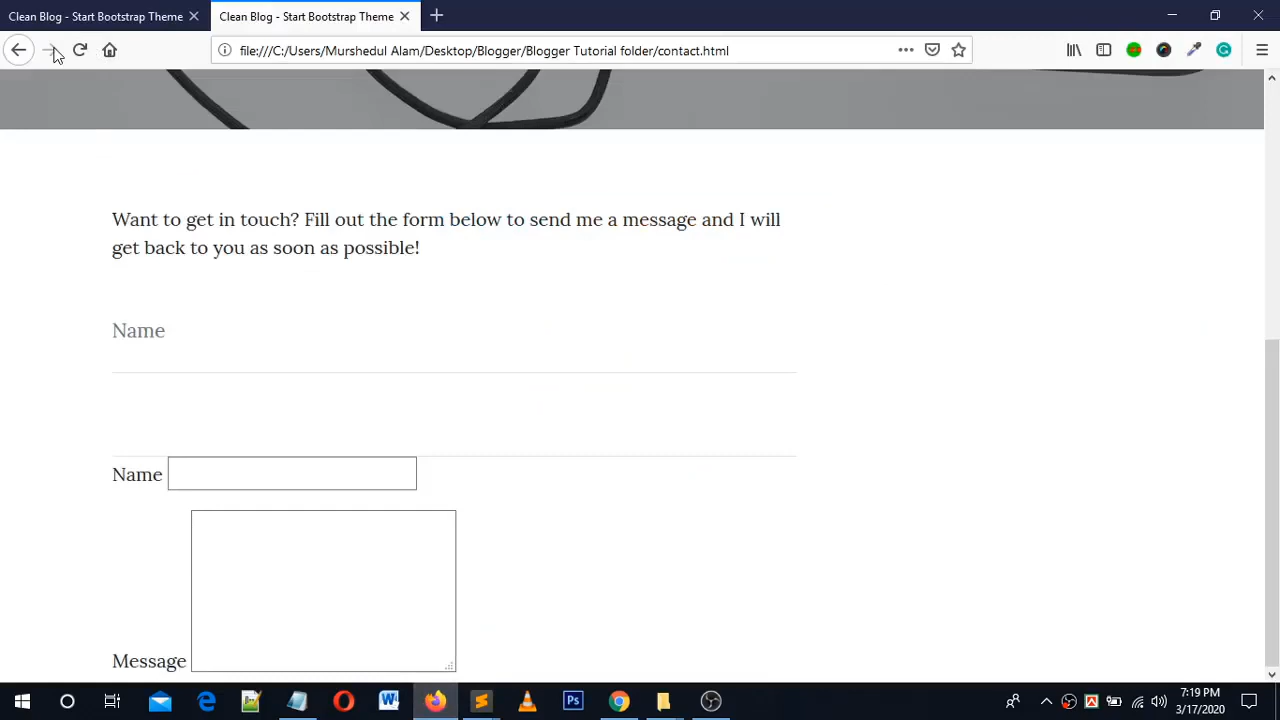 Clean Blog - Start Bootstrap Theme
Clean Blog - Start Bootstrap Theme
file:///C:/Users/Murshedul Alam/Desktop/Blogger/Blogger Tutorial folder/contact.html
Want to get in touch? Fill out the form below to send me a message and I will
get back to you as soon as possible!
Name
Name
Message
7:19 PM
3/17/2020